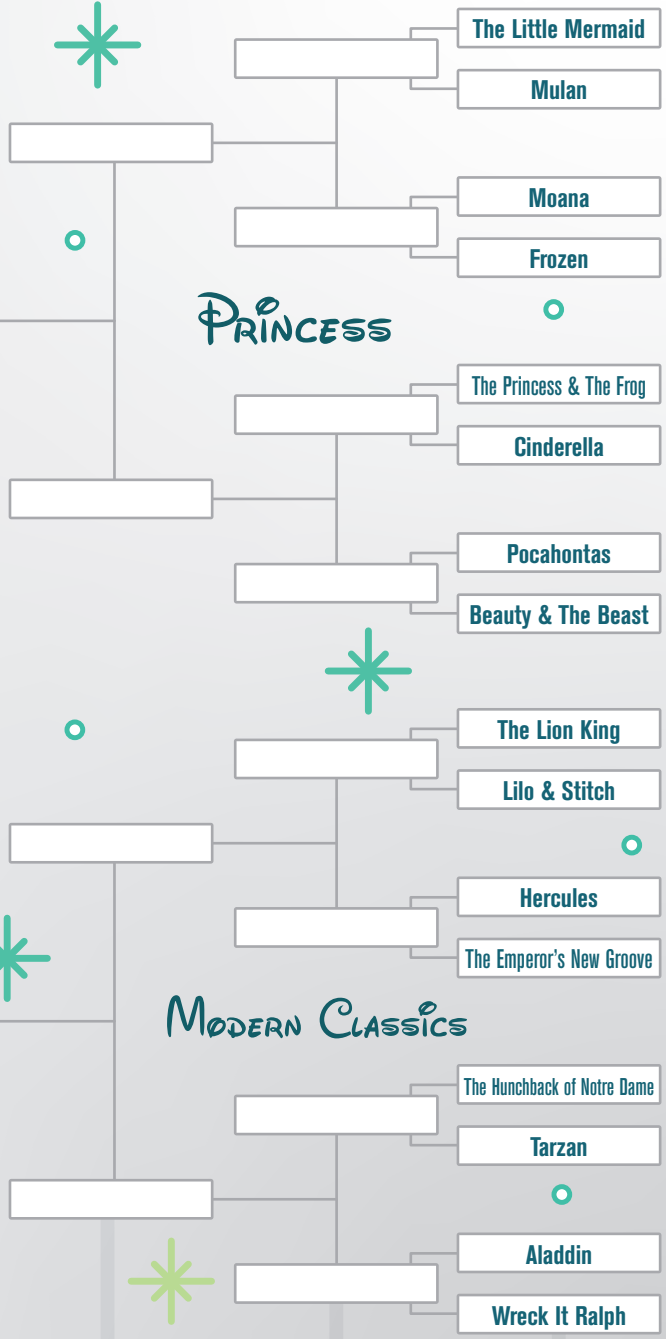 The Little Mermaid
Mulan
Moana
Frozen
Princess
The Princess & The Frog
Cinderella
Pocahontas
Beauty & The Beast
The Lion King
Lilo & Stitch
Hercules
The Emperor's New Groove
Modern Classics
The Hunchback of Notre Dame
Tarzan
Aladdin
Wreck It Ralph